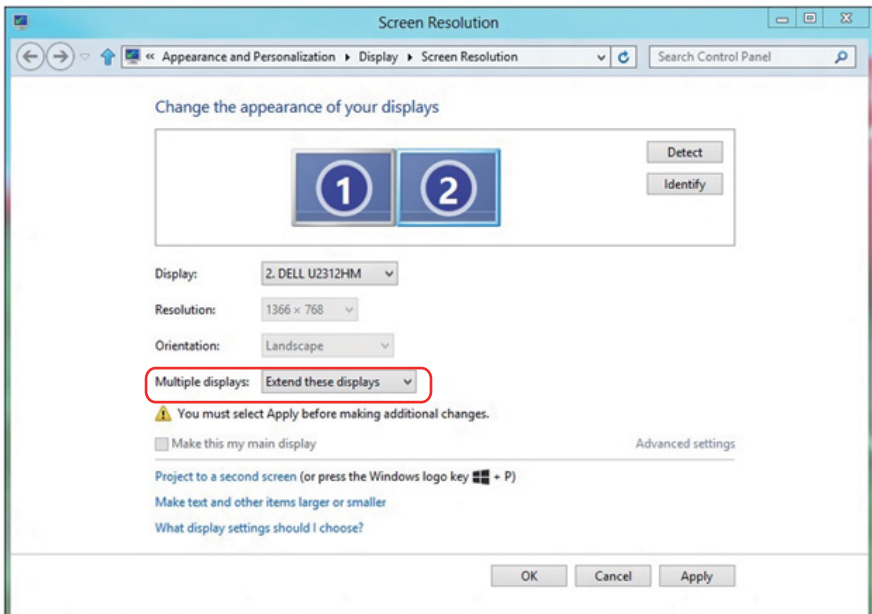 Screen Resolution
« Appearance and Personalization ▸ Display ▸ Screen Resolution
Search Control Panel
Change the appearance of your displays
1 2
Detect
Identify
Display: 2. DELL U2312HM
Resolution: 1366 × 768
Orientation: Landscape
Multiple displays: Extend these displays
You must select Apply before making additional changes.
Make this my main display
Advanced settings
Project to a second screen (or press the Windows logo key + P)
Make text and other items larger or smaller
What display settings should I choose?
OK Cancel Apply